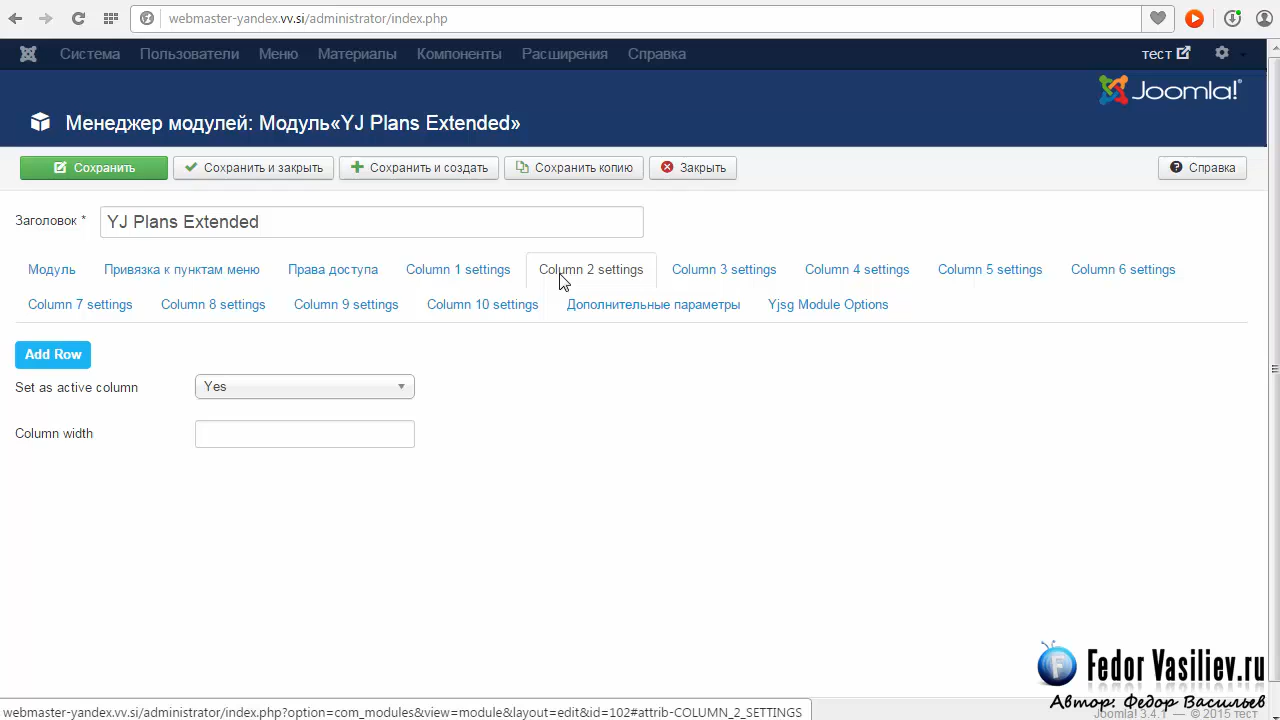 webmaster-yandex.vv.si/administrator/index.php
Система Пользователи Меню Материалы Компоненты Расширения Справка тест
Joomla!®
Менеджер модулей: Модуль«YJ Plans Extended»
Сохранить Сохранить и закрыть Сохранить и создать Сохранить копию Закрыть Справка
Заголовок * YJ Plans Extended
Модуль Привязка к пунктам меню Права доступа Column 1 settings Column 2 settings Column 3 settings Column 4 settings Column 5 settings Column 6 settings
Column 7 settings Column 8 settings Column 9 settings Column 10 settings Дополнительные параметры Yjsg Module Options
Add Row
Set as active column Yes
Column width
Fedor Vasiliev.ru
Автор: Федор Васильев
webmaster-yandex.vv.si/administrator/index.php?option=com_modules&view=module&layout=edit&id=102#attrib-COLUMN_2_SETTINGS
Joomla! 3.4.1 — © 2015 тест